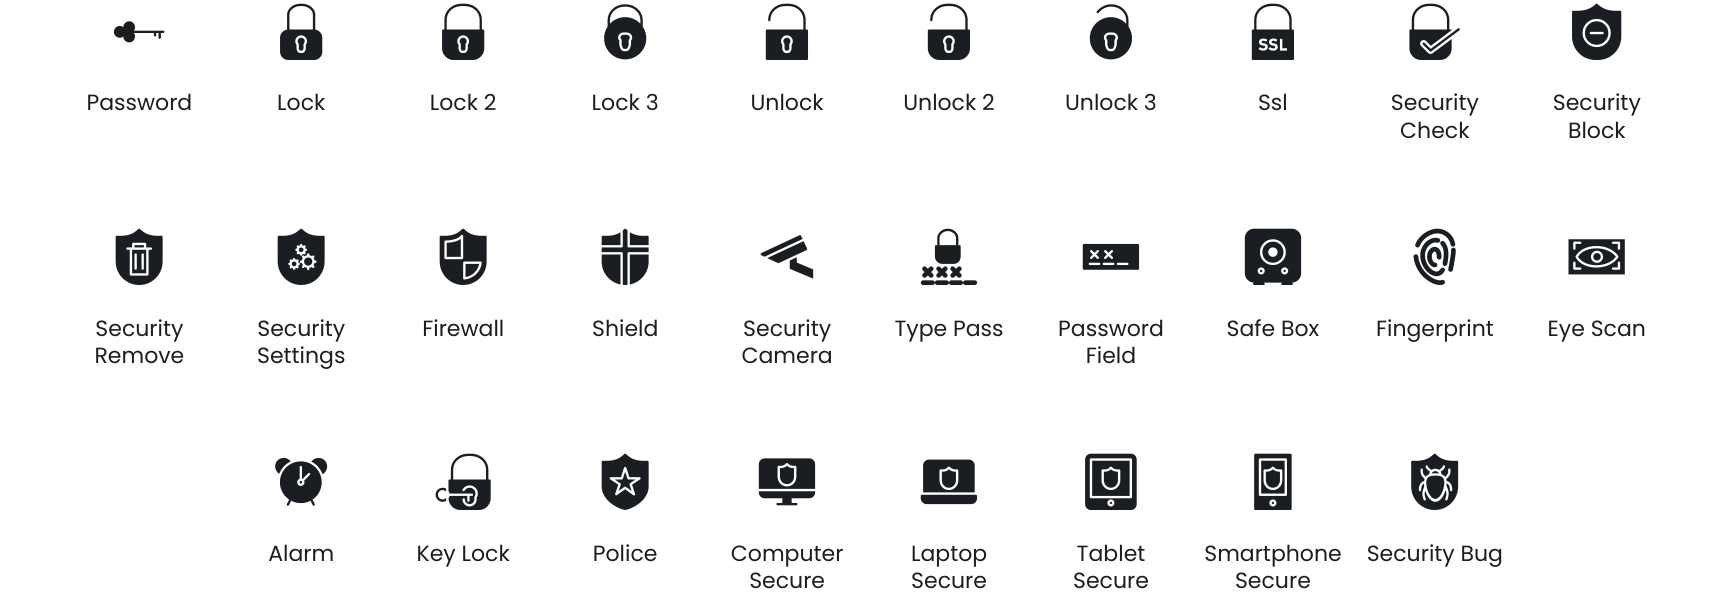 SSL
Password
Lock
Lock 2
Lock 3
Unlock
Unlock 2
Unlock 3
Ssl
Security
Check
Security
Block
Security
Remove
Security
Settings
Firewall
Shield
Security
Camera
Type Pass
Password
Field
Safe Box
Fingerprint
Eye Scan
Alarm
Key Lock
Police
Computer
Secure
Laptop
Secure
Tablet
Secure
Smartphone
Secure
Security Bug